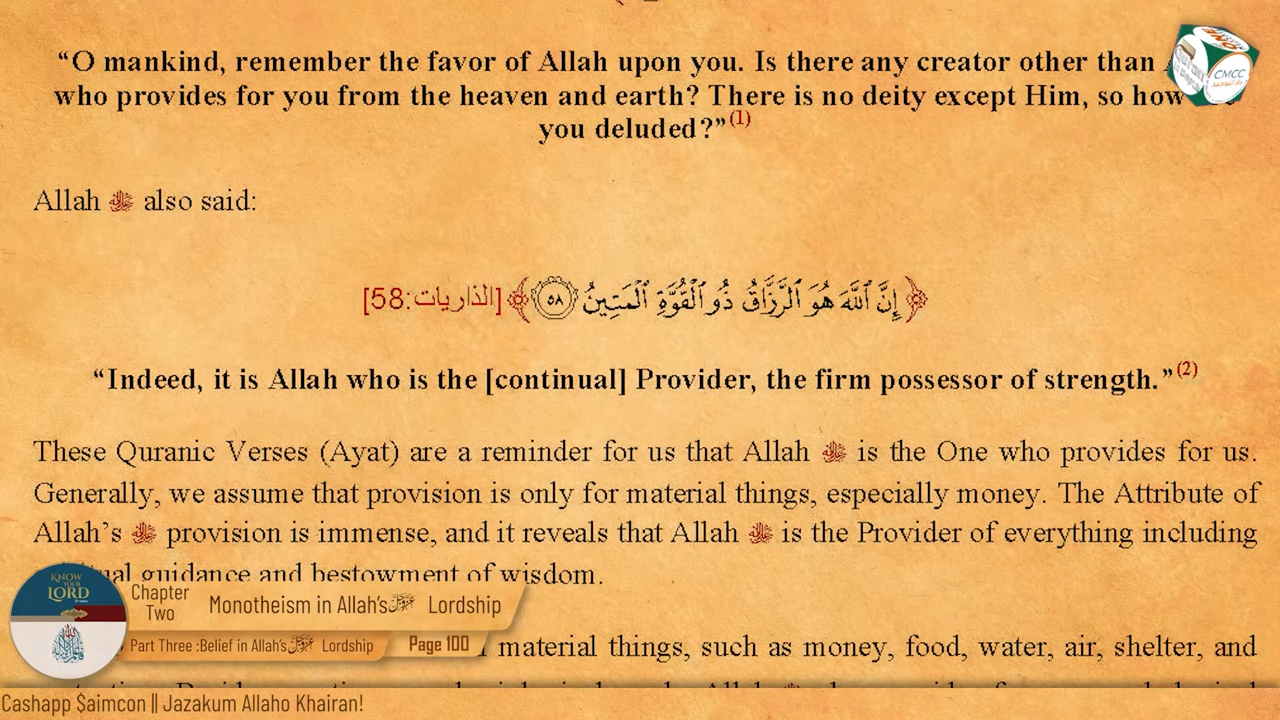 “O mankind, remember the favor of Allah upon you. Is there any creator other than
who provides for you from the heaven and earth? There is no deity except Him, so how
you deluded?”(1)
Allah ﷻ also said:
﴿إِنَّ ٱللَّهَ هُوَ ٱلرَّزَّاقُ ذُو ٱلْقُوَّةِ ٱلْمَتِينُ ٥٨﴾ [الذاريات:58]
“Indeed, it is Allah who is the [continual] Provider, the firm possessor of strength.”(2)
These Quranic Verses (Ayat) are a reminder for us that Allah ﷻ is the One who provides for us.
Generally, we assume that provision is only for material things, especially money. The Attribute of
Allah’s ﷻ provision is immense, and it reveals that Allah ﷻ is the Provider of everything including
guidance and bestowment of wisdom.
material things, such as money, food, water, air, shelter, and
CMCC
KNOW
YOUR
LORD
Chapter
Two
Monotheism in Allah’s Lordship
Part Three :Belief in Allah’s Lordship
Page 100
Cashapp $aimcon || Jazakum Allaho Khairan!